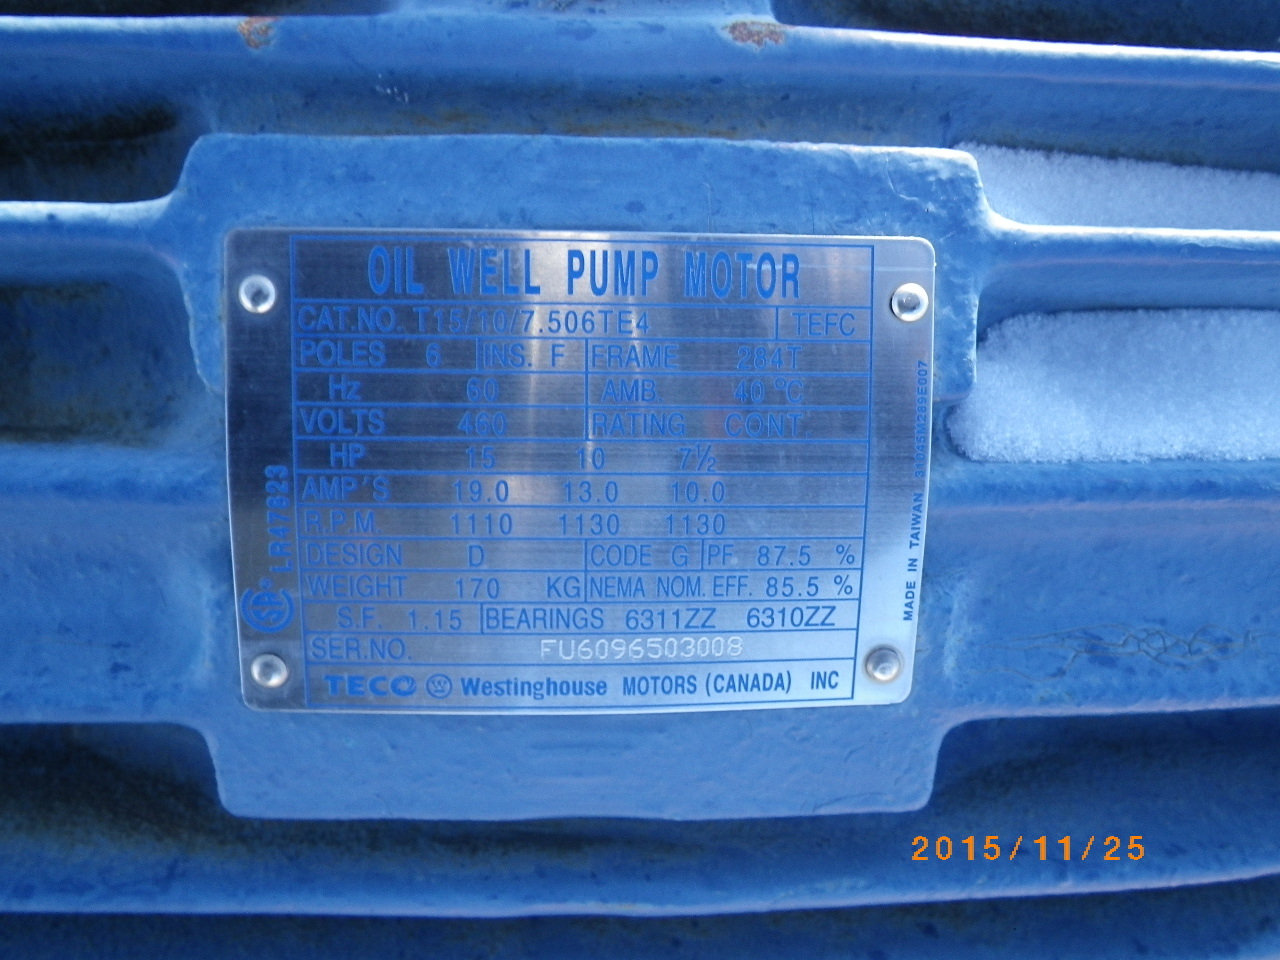 OIL WELL PUMP MOTOR
CAT.NO. T15/10/7.506TE4 TEFC
POLES 6 INS. F FRAME 284T
Hz 60 AMB. 40 °C
VOLTS 460 RATING CONT.
HP 15 10 7½
AMP'S 19.0 13.0 10.0
R.P.M. 1110 1130 1130
DESIGN D CODE G PF 87.5 %
WEIGHT 170 KG NEMA NOM. EFF. 85.5 %
S.F. 1.15 BEARINGS 6311ZZ 6310ZZ
SER.NO. FU6096503008
TECO W Westinghouse MOTORS (CANADA) INC
LR47323
MADE IN TAIWAN 31045M289E007
2015/11/25